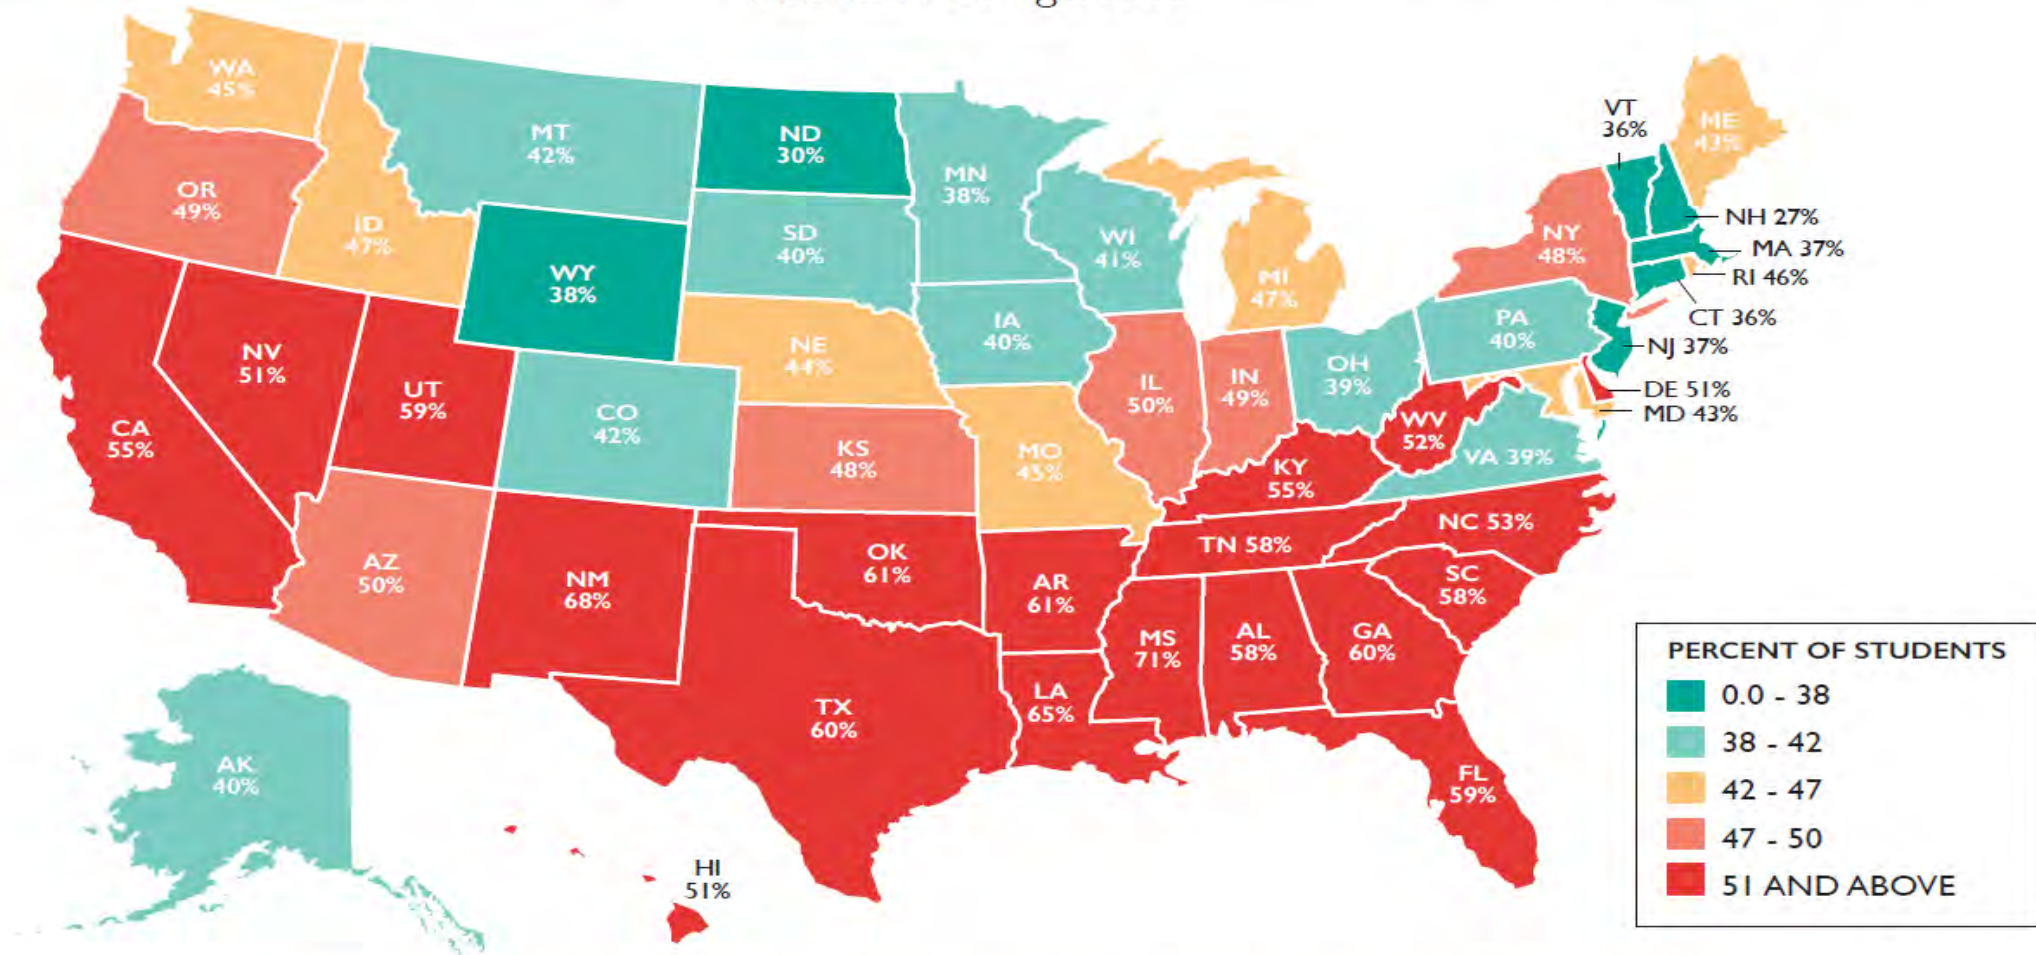 WA
45%
MT
42%
ND
30%
MN
38%
VT
36%
ME
43%
OR
49%
ID
47%
SD
40%
WI
41%
NY
48%
NH 27%
MA 37%
RI 46%
WY
38%
MI
47%
CT 36%
NV
51%
NE
44%
IA
40%
PA
40%
NJ 37%
UT
59%
CO
42%
IL
50%
IN
49%
OH
39%
DE 51%
MD 43%
CA
55%
KS
48%
MO
45%
KY
55%
WV
52%
VA 39%
AZ
50%
NM
68%
OK
61%
AR
61%
TN 58%
NC 53%
SC
58%
MS
71%
AL
58%
GA
60%
TX
60%
LA
65%
FL
59%
AK
40%
HI
51%
PERCENT OF STUDENTS
0.0 - 38
38 - 42
42 - 47
47 - 50
51 AND ABOVE